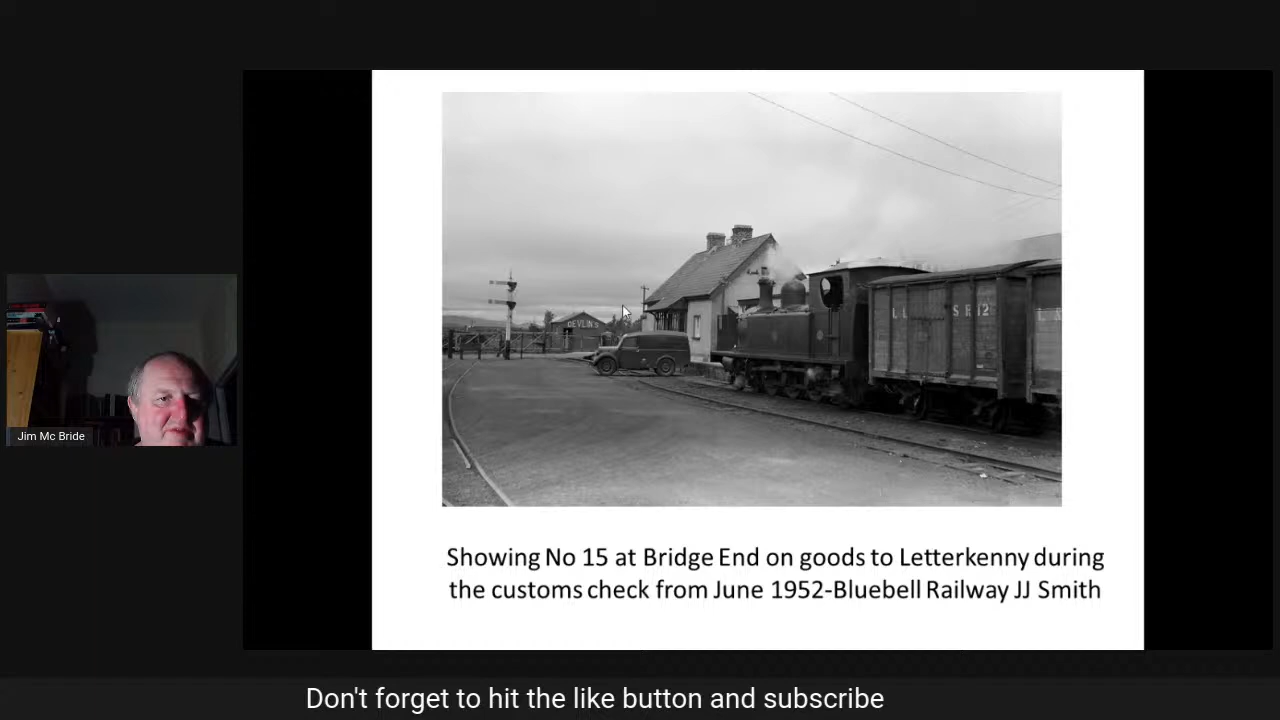 DEVLIN'S
Jim Mc Bride
Showing No 15 at Bridge End on goods to Letterkenny during
the customs check from June 1952-Bluebell Railway JJ Smith
Don't forget to hit the like button and subscribe